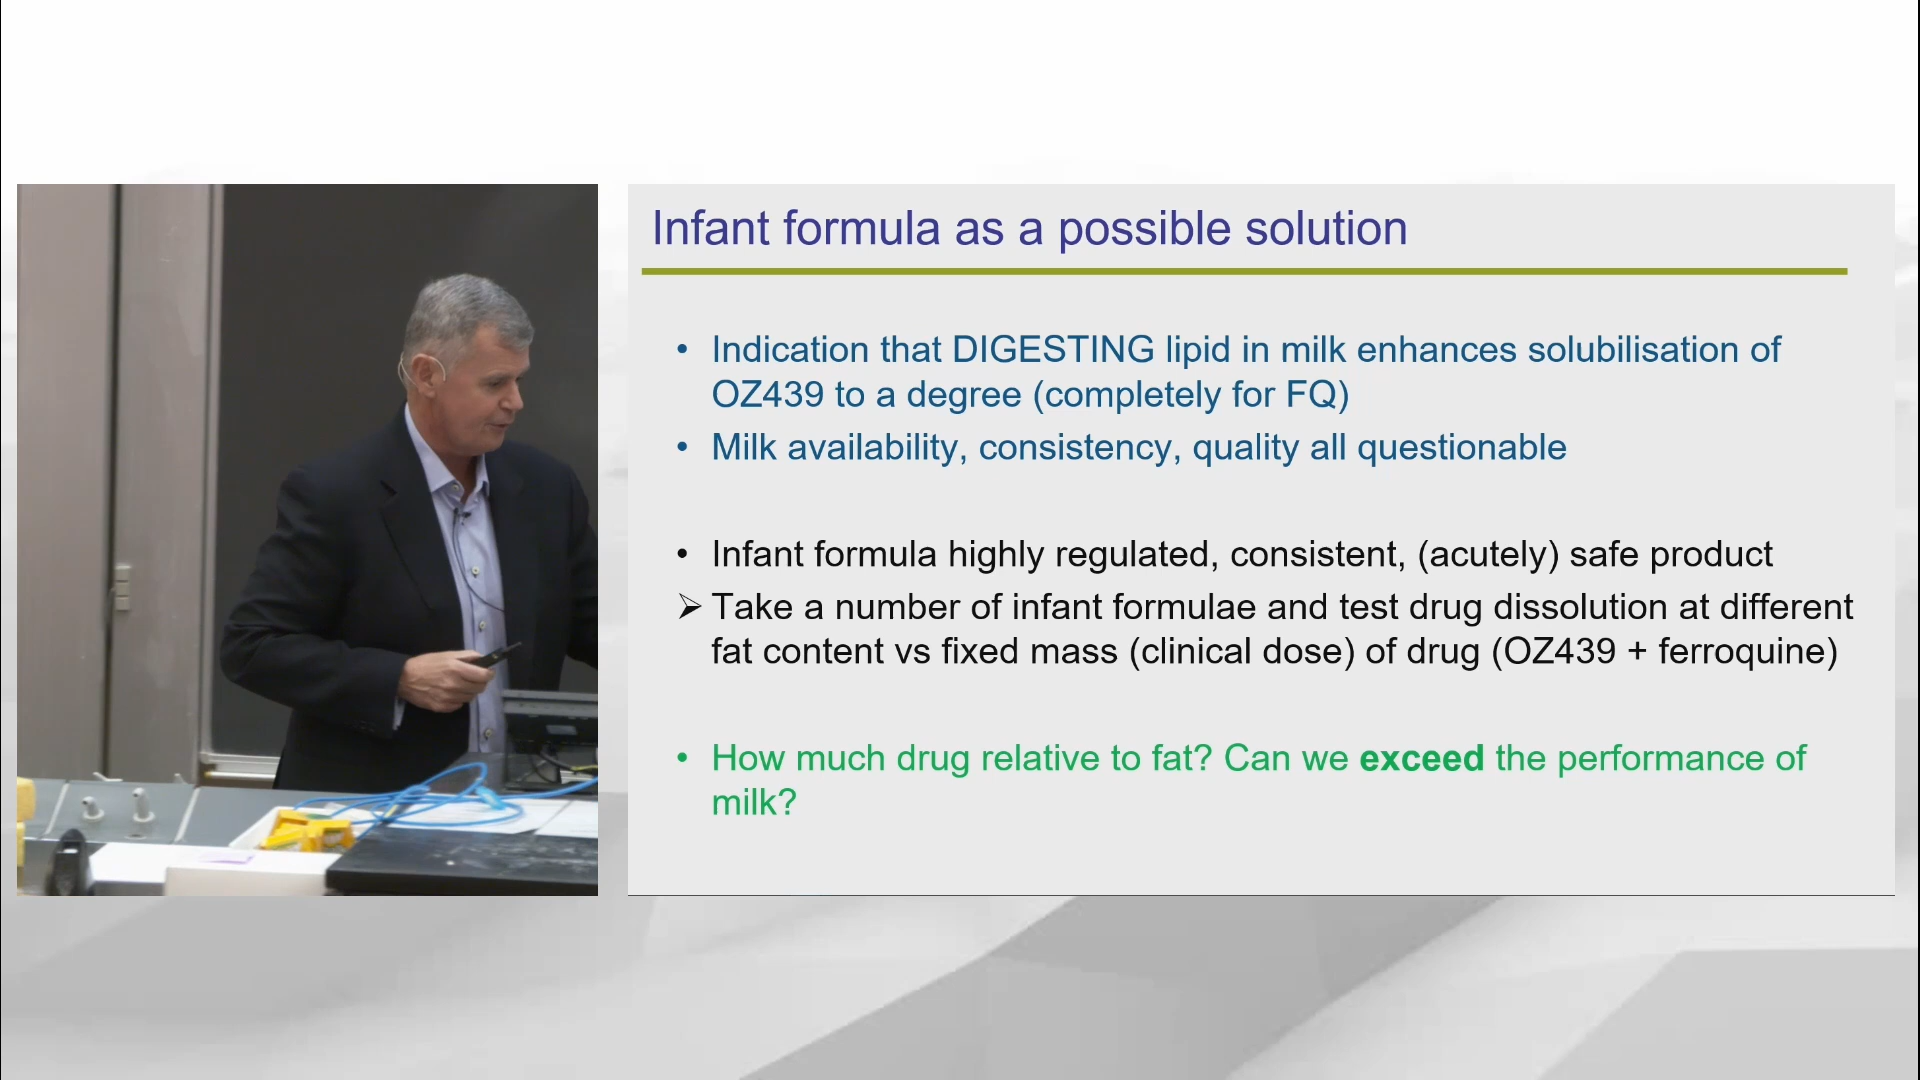 Infant formula as a possible solution
• Indication that DIGESTING lipid in milk enhances solubilisation of
OZ439 to a degree (completely for FQ)
• Milk availability, consistency, quality all questionable
• Infant formula highly regulated, consistent, (acutely) safe product
➢ Take a number of infant formulae and test drug dissolution at different
fat content vs fixed mass (clinical dose) of drug (OZ439 + ferroquine)
• How much drug relative to fat? Can we exceed the performance of
milk?